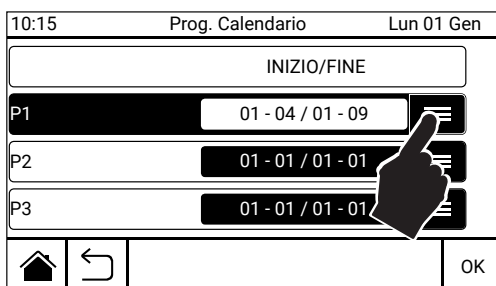 10:15 Prog. Calendario Lun 01 Gen
INIZIO/FINE
P1 01 - 04 / 01 - 09
P2 01 - 01 / 01 - 01
P3 01 - 01 / 01 - 01
OK